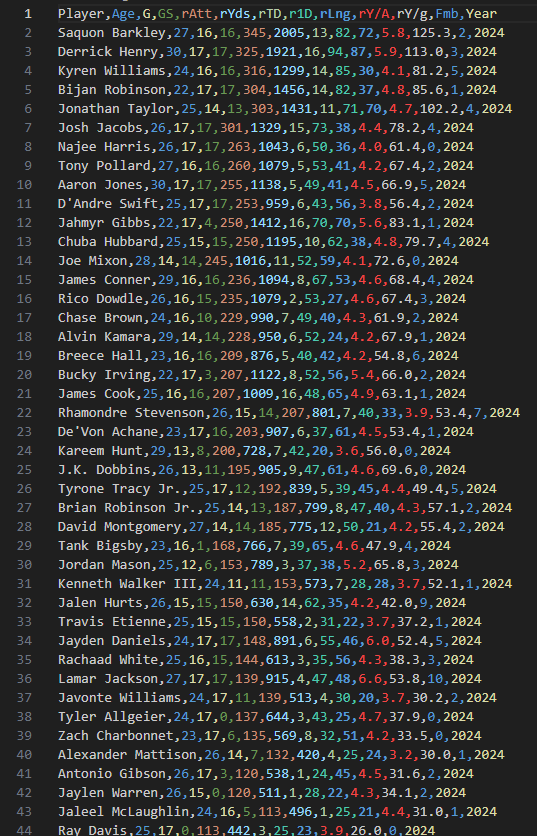 1 Player,Age,G,GS,rAtt,rYds,rTD,r1D,rLng,rY/A,rY/g,Fmb,Year
2 Saquon Barkley,27,16,16,345,2005,13,82,72,5.8,125.3,2,2024
3 Derrick Henry,30,17,17,325,1921,16,94,87,5.9,113.0,3,2024
4 Kyren Williams,24,16,16,316,1299,14,85,30,4.1,81.2,5,2024
5 Bijan Robinson,22,17,17,304,1456,14,82,37,4.8,85.6,1,2024
6 Jonathan Taylor,25,14,13,303,1431,11,71,70,4.7,102.2,4,2024
7 Josh Jacobs,26,17,17,301,1329,15,73,38,4.4,78.2,4,2024
8 Najee Harris,26,17,17,263,1043,6,50,36,4.0,61.4,0,2024
9 Tony Pollard,27,16,16,260,1079,5,53,41,4.2,67.4,2,2024
10 Aaron Jones,30,17,17,255,1138,5,49,41,4.5,66.9,5,2024
11 D'Andre Swift,25,17,17,253,959,6,43,56,3.8,56.4,2,2024
12 Jahmyr Gibbs,22,17,4,250,1412,16,70,70,5.6,83.1,1,2024
13 Chuba Hubbard,25,15,15,250,1195,10,62,38,4.8,79.7,4,2024
14 Joe Mixon,28,14,14,245,1016,11,52,59,4.1,72.6,0,2024
15 James Conner,29,16,16,236,1094,8,67,53,4.6,68.4,4,2024
16 Rico Dowdle,26,16,15,235,1079,2,53,27,4.6,67.4,3,2024
17 Chase Brown,24,16,10,229,990,7,49,40,4.3,61.9,2,2024
18 Alvin Kamara,29,14,14,228,950,6,52,24,4.2,67.9,1,2024
19 Breece Hall,23,16,16,209,876,5,40,42,4.2,54.8,6,2024
20 Bucky Irving,22,17,3,207,1122,8,52,56,5.4,66.0,2,2024
21 James Cook,25,16,16,207,1009,16,48,65,4.9,63.1,1,2024
22 Rhamondre Stevenson,26,15,14,207,801,7,40,33,3.9,53.4,7,2024
23 De'Von Achane,23,17,16,203,907,6,37,61,4.5,53.4,1,2024
24 Kareem Hunt,29,13,8,200,728,7,42,20,3.6,56.0,0,2024
25 J.K. Dobbins,26,13,11,195,905,9,47,61,4.6,69.6,0,2024
26 Tyrone Tracy Jr.,25,17,12,192,839,5,39,45,4.4,49.4,5,2024
27 Brian Robinson Jr.,25,14,13,187,799,8,47,40,4.3,57.1,2,2024
28 David Montgomery,27,14,14,185,775,12,50,21,4.2,55.4,2,2024
29 Tank Bigsby,23,16,1,168,766,7,39,65,4.6,47.9,4,2024
30 Jordan Mason,25,12,6,153,789,3,37,38,5.2,65.8,3,2024
31 Kenneth Walker III,24,11,11,153,573,7,28,28,3.7,52.1,1,2024
32 Jalen Hurts,26,15,15,150,630,14,62,35,4.2,42.0,9,2024
33 Travis Etienne,25,15,15,150,558,2,31,22,3.7,37.2,1,2024
34 Jayden Daniels,24,17,17,148,891,6,55,46,6.0,52.4,5,2024
35 Rachaad White,25,16,15,144,613,3,35,56,4.3,38.3,3,2024
36 Lamar Jackson,27,17,17,139,915,4,47,48,6.6,53.8,10,2024
37 Javonte Williams,24,17,11,139,513,4,30,20,3.7,30.2,2,2024
38 Tyler Allgeier,24,17,0,137,644,3,43,25,4.7,37.9,0,2024
39 Zach Charbonnet,23,17,6,135,569,8,32,51,4.2,33.5,0,2024
40 Alexander Mattison,26,14,7,132,420,4,25,24,3.2,30.0,1,2024
41 Antonio Gibson,26,17,3,120,538,1,24,45,4.5,31.6,2,2024
42 Jaylen Warren,26,15,0,120,511,1,28,22,4.3,34.1,2,2024
43 Jaleel McLaughlin,24,16,5,113,496,1,25,21,4.4,31.0,1,2024
44 Ray Davis,25,17,0,113,442,3,25,23,3.9,26.0,0,2024